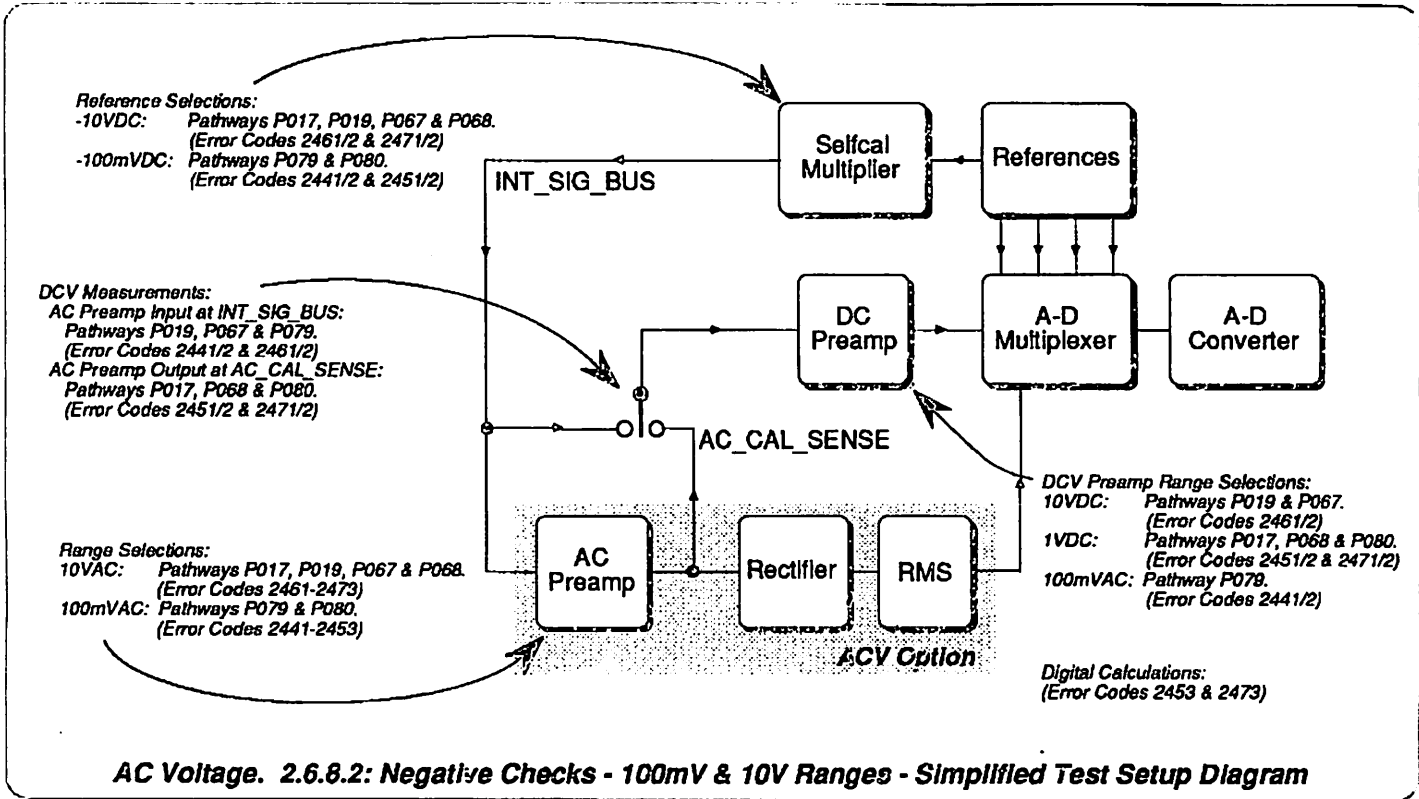 Reference Selections:
-10VDC: Pathways P017, P019, P067 & P068.
(Error Codes 2461/2 & 2471/2)
-100mVDC: Pathways P079 & P080.
(Error Codes 2441/2 & 2451/2)
INT_SIG_BUS
Selfcal
Multiplier
References
DCV Measurements:
AC Preamp Input at INT_SIG_BUS:
Pathways P019, P067 & P079.
(Error Codes 2441/2 & 2461/2)
AC Preamp Output at AC_CAL_SENSE:
Pathways P017, P068 & P080.
(Error Codes 2451/2 & 2471/2)
DC
Preamp
A-D
Multiplexer
A-D
Converter
AC_CAL_SENSE
DCV Preamp Range Selections:
10VDC: Pathways P019 & P067.
(Error Codes 2461/2)
1VDC: Pathways P017, P068 & P080.
(Error Codes 2451/2 & 2471/2)
100mVAC: Pathway P079.
(Error Codes 2441/2)
Range Selections:
10VAC: Pathways P017, P019, P067 & P068.
(Error Codes 2461-2473)
100mVAC: Pathways P079 & P080.
(Error Codes 2441-2453)
AC
Preamp
Rectifier
RMS
ACV Option
Digital Calculations:
(Error Codes 2453 & 2473)
AC Voltage. 2.6.8.2: Negative Checks - 100mV & 10V Ranges - Simplified Test Setup Diagram